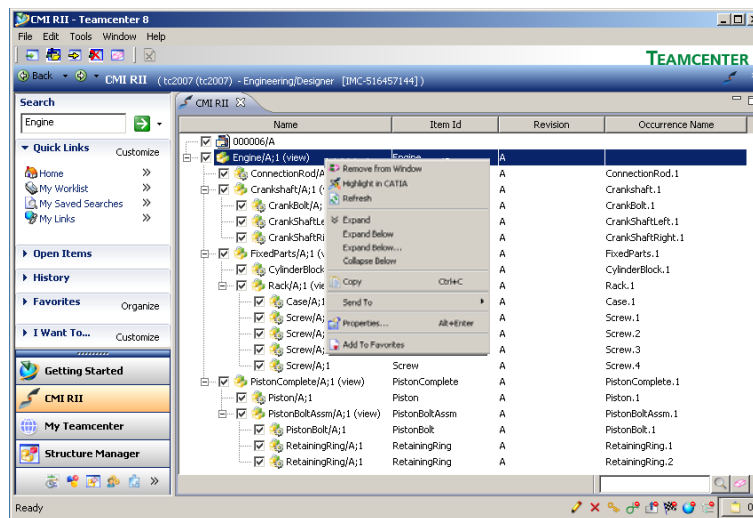 CMI RII - Teamcenter 8
File Edit Tools Window Help
TEAMCENTER
Back CMI RII ( tc2007 (tc2007) - Engineering/Designer [IMC-516457144] )
Search
Engine
Quick Links Customize
Home
My Worklist
My Saved Searches
My Links
Open Items
History
Favorites Organize
I Want To... Customize
Getting Started
CMI RII
My Teamcenter
Structure Manager
Ready
CMI RII
Name Item Id Revision Occurrence Name
000006/A
Engine/A;1 (view) Engine A
ConnectionRod/A A ConnectionRod.1
Crankshaft/A;1 ( A Crankshaft.1
CrankBolt/A; A CrankBolt.1
CrankShaftLe A CrankShaftLeft.1
CrankShaftRi A CrankShaftRight.1
FixedParts/A;1 (v A FixedParts.1
CylinderBlock A CylinderBlock.1
Rack/A;1 (vie A Rack.1
Case/A;1 A Case.1
Screw/A; A Screw.1
Screw/A; A Screw.2
Screw/A; A Screw.3
Screw/A;1 Screw A Screw.4
PistonComplete/A;1 (view) PistonComplete A PistonComplete.1
Piston/A;1 Piston A Piston.1
PistonBoltAssm/A;1 (view) PistonBoltAssm A PistonBoltAssm.1
PistonBolt/A;1 PistonBolt A PistonBolt.1
RetainingRing/A;1 RetainingRing A RetainingRing.1
RetainingRing/A;1 RetainingRing A RetainingRing.2
Remove from Window
Highlight in CATIA
Refresh
Expand
Expand Below
Expand Below...
Collapse Below
Copy Ctrl+C
Send To
Properties... Alt+Enter
Add To Favorites